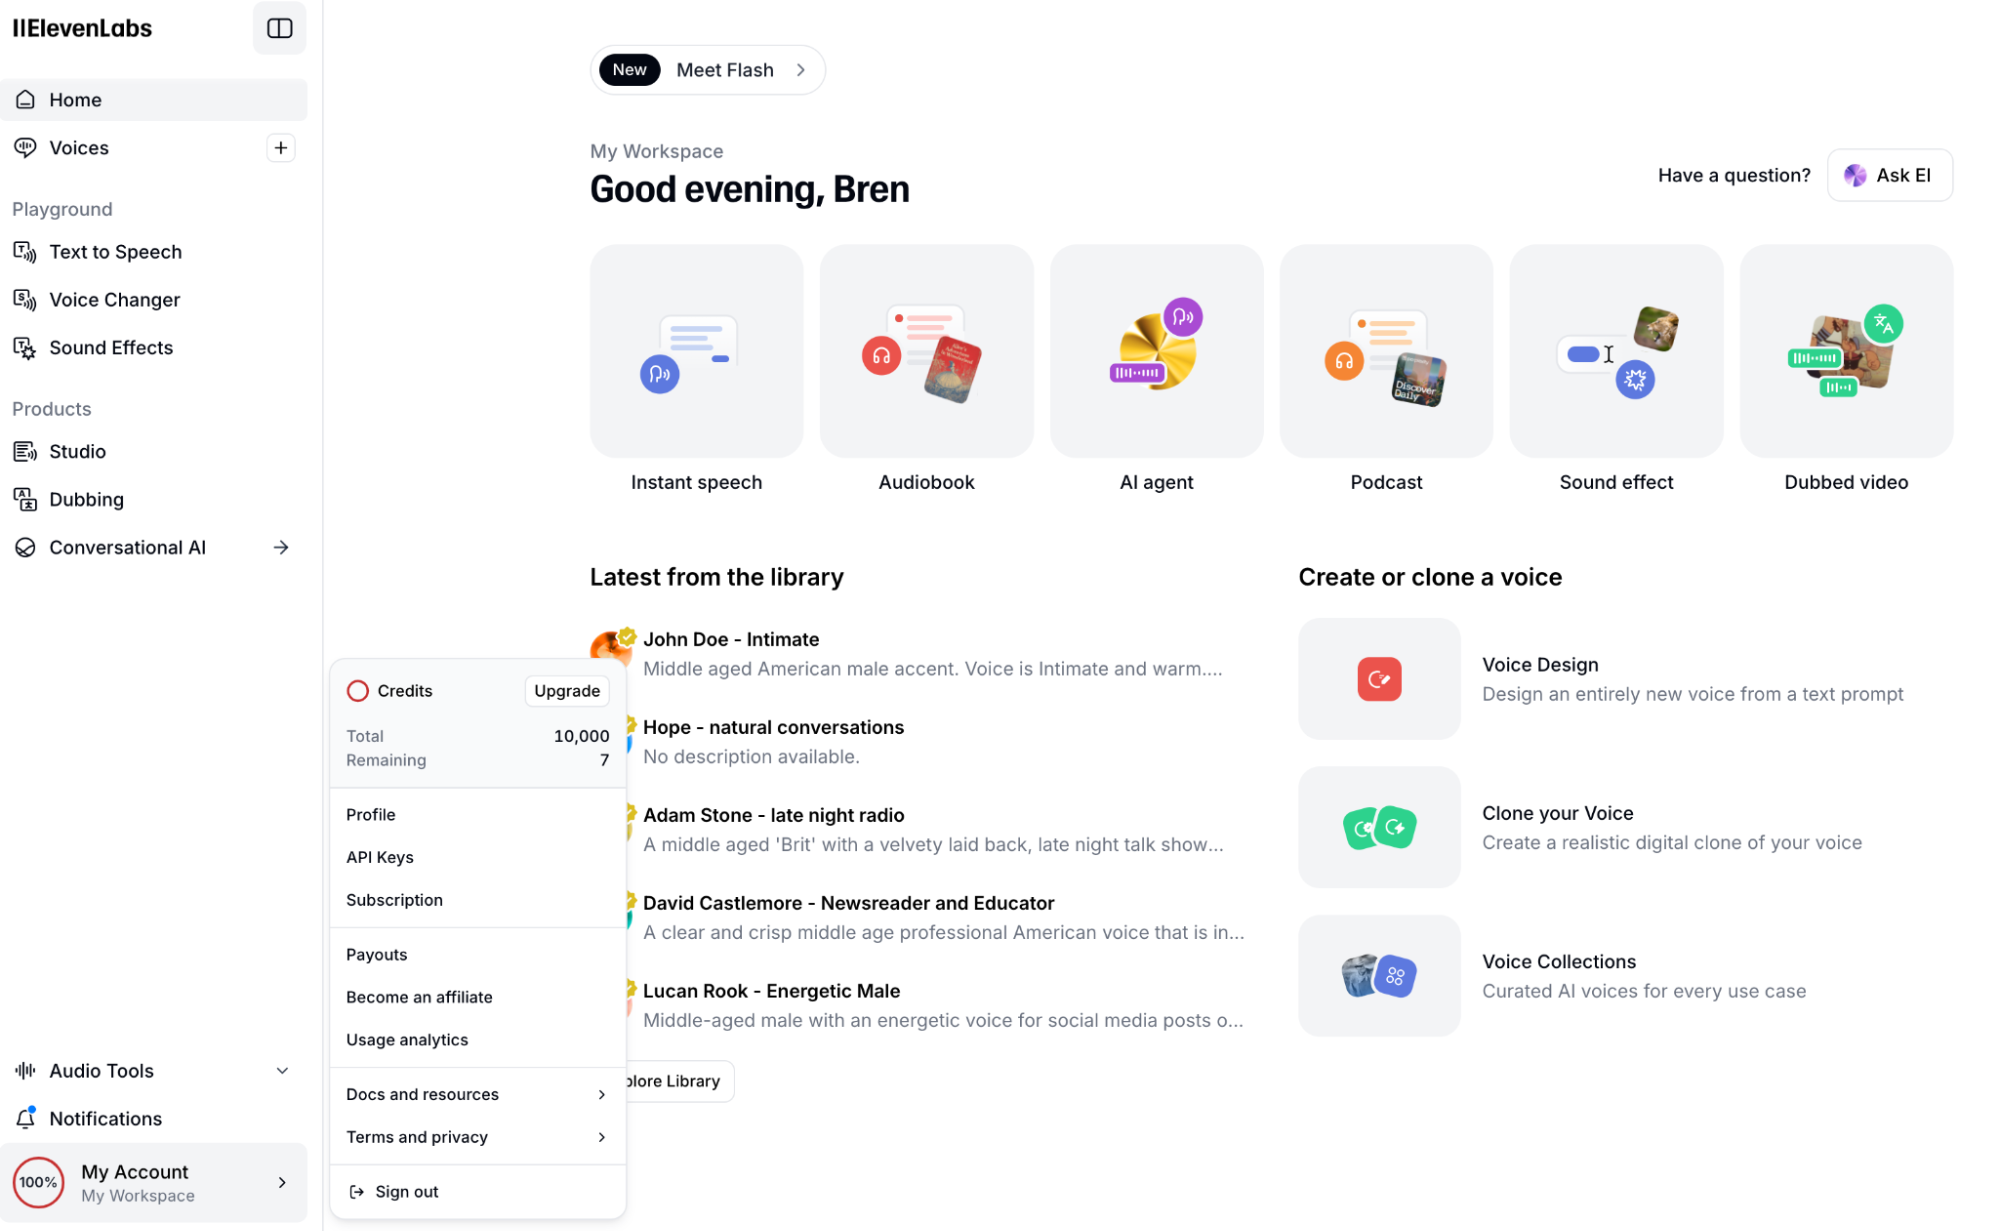 IIElevenLabs
Home
Voices
Playground
Text to Speech
Voice Changer
Sound Effects
Products
Studio
Dubbing
Conversational AI
Audio Tools
Notifications
100%
My Account
My Workspace
Credits
Upgrade
Total 10,000
Remaining 7
Profile
API Keys
Subscription
Payouts
Become an affiliate
Usage analytics
Docs and resources
Terms and privacy
Sign out
New Meet Flash
My Workspace
Good evening, Bren
Have a question? Ask El
Discover
Daily
Instant speech
Audiobook
AI agent
Podcast
Sound effect
Dubbed video
Latest from the library
John Doe - Intimate
Middle aged American male accent. Voice is Intimate and warm....
Hope - natural conversations
No description available.
Adam Stone - late night radio
A middle aged 'Brit' with a velvety laid back, late night talk show...
David Castlemore - Newsreader and Educator
A clear and crisp middle age professional American voice that is in...
Lucan Rook - Energetic Male
Middle-aged male with an energetic voice for social media posts o...
plore Library
Create or clone a voice
Voice Design
Design an entirely new voice from a text prompt
Clone your Voice
Create a realistic digital clone of your voice
Voice Collections
Curated AI voices for every use case